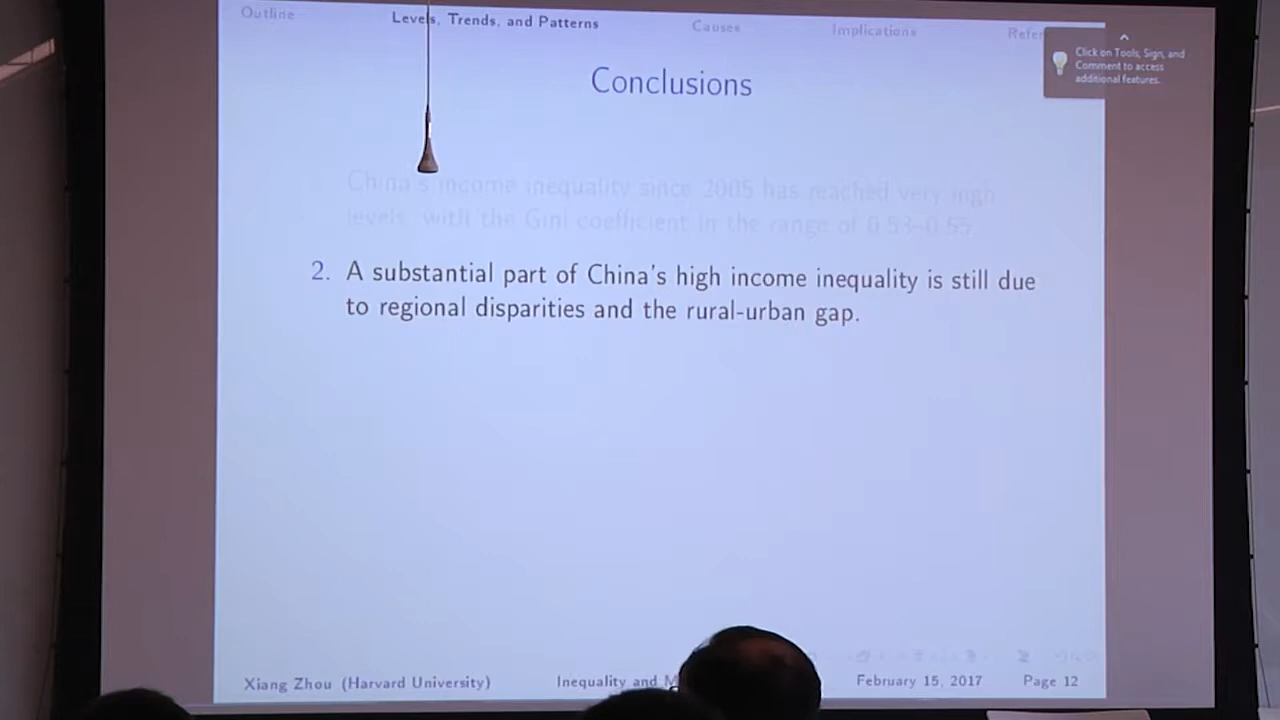 Outline Levels, Trends, and Patterns Causes Implications Refer
Click on Tools, Sign, and
Comment to access
additional features.
Conclusions
China's income inequality since 2005 has reached very high
levels, with the Gini coefficient in the range of 0.53–0.55.
2. A substantial part of China's high income inequality is still due
to regional disparities and the rural-urban gap.
Xiang Zhou (Harvard University) Inequality and February 15, 2017 Page 12